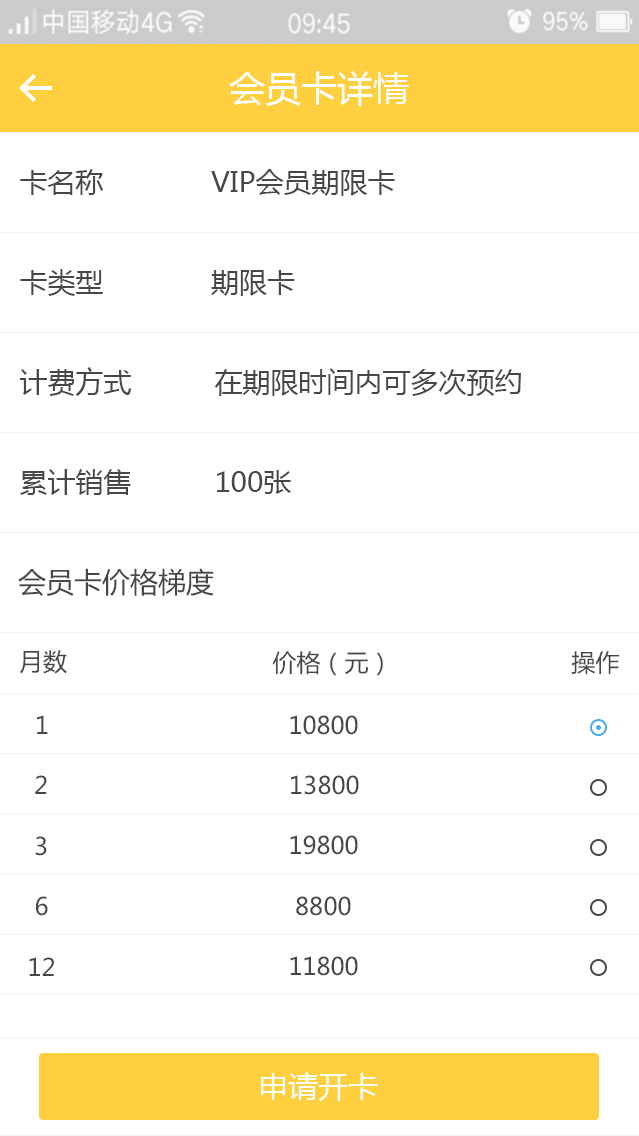 中国移动4G 09:45 95%
会员卡详情
卡名称 VIP会员期限卡
卡类型 期限卡
计费方式 在期限时间内可多次预约
累计销售 100张
会员卡价格梯度
月数 价格(元) 操作
1 10800
2 13800
3 19800
6 8800
12 11800
申请开卡